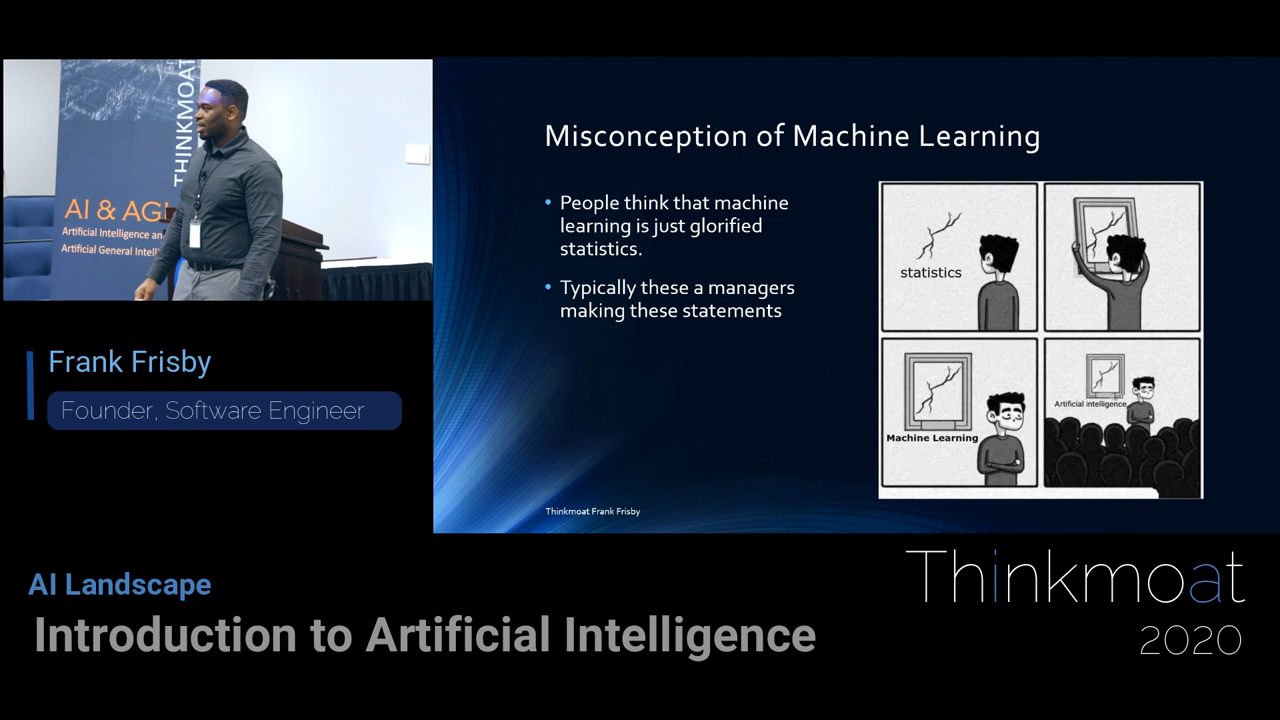 THINKMOAT
AI & AGI
Artificial Intelligence an
Artificial General Intell
Frank Frisby
Founder, Software Engineer
Misconception of Machine Learning
• People think that machine
learning is just glorified
statistics.
• Typically these a managers
making these statements
statistics
Machine Learning
Artificial intelligence
Thinkmoat Frank Frisby
AI Landscape
Introduction to Artificial Intelligence
Thinkmoat
2020